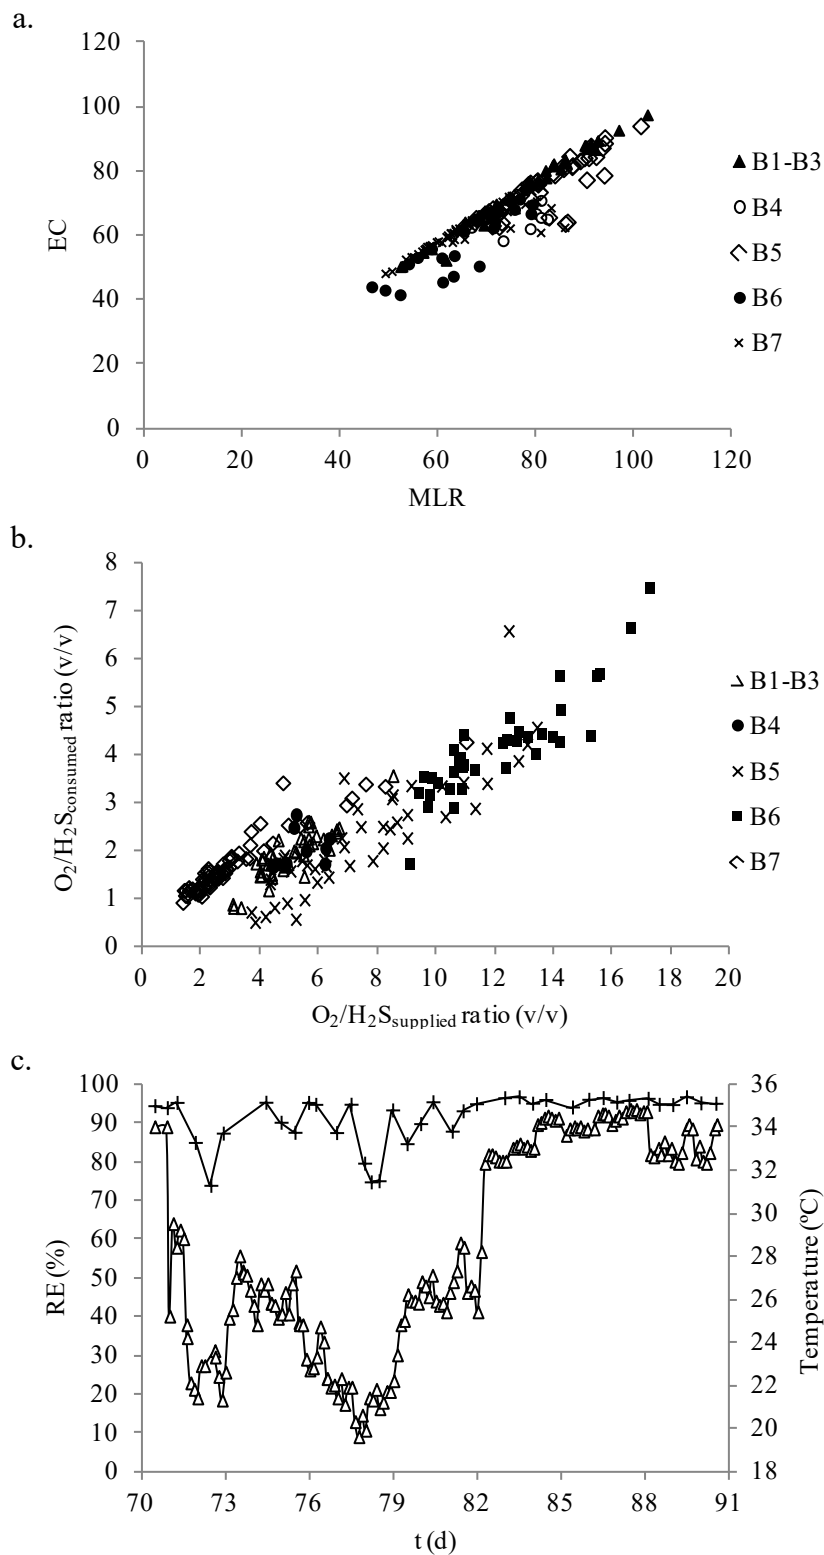 a.
120
100
80
60
40
20
0
EC
0 20 40 60 80 100 120
MLR
B1-B3
B4
B5
B6
B7
b.
8
7
6
5
4
3
2
1
0
O2/H2Sconsumed ratio (v/v)
0 2 4 6 8 10 12 14 16 18 20
O2/H2Ssupplied ratio (v/v)
B1-B3
B4
B5
B6
B7
c.
100
90
80
70
60
50
40
30
20
10
0
RE (%)
36
34
32
30
28
26
24
22
20
18
Temperature (ºC)
70 73 76 79 82 85 88 91
t (d)